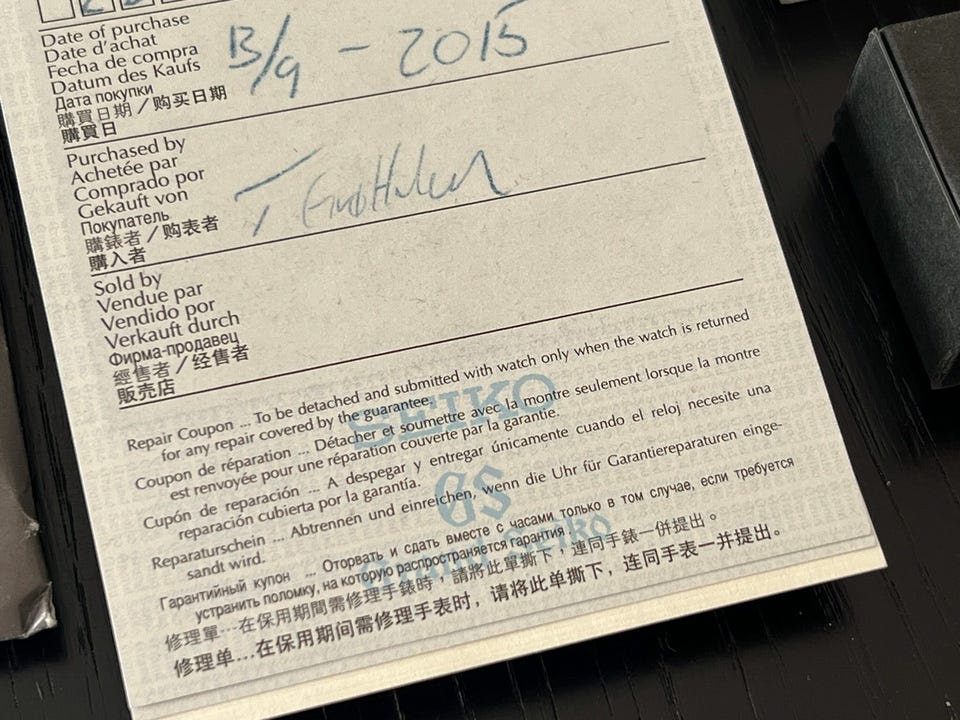 Date of purchase
Date d'achat
Fecha de compra
Datum des Kaufs
Дата покупки
購買日期 / 购买日期
購買日
13/9 - 2015
Purchased by
Achetée par
Comprado por
Gekauft von
Покупатель
購錶者 / 购表者
購入者
Sold by
Vendue par
Vendido por
Verkauft durch
Фирма-продавец
經售者 / 经售者
販売店
Repair Coupon ... To be detached and submitted with watch only when the watch is returned
for any repair covered by the guarantee.
Coupon de réparation ... Détacher et soumettre avec la montre seulement lorsque la montre
est renvoyée pour une réparation couverte par la garantie.
Cupón de reparación ... A despegar y entregar únicamente cuando el reloj necesite una
reparación cubierta por la garantía.
Reparaturschein ... Abtrennen und einreichen, wenn die Uhr für Garantiereparaturen einge-
sandt wird.
Гарантийный купон ... Оторвать и сдать вместе с часами только в том случае, если требуется
устранить поломку, на которую распространяется гарантия.
修理單…在保用期間需修理手錶時，請將此單撕下，連同手錶一併提出。
修理单…在保用期间需修理手表时，请将此单撕下，连同手表一并提出。
SEIKO
GS
Grand Seiko